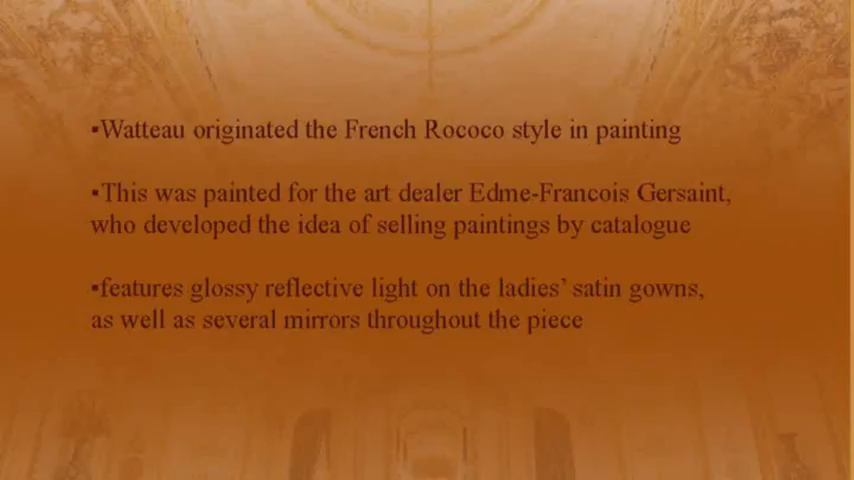 ▪Watteau originated the French Rococo style in painting
▪This was painted for the art dealer Edme-Francois Gersaint,
who developed the idea of selling paintings by catalogue
▪features glossy reflective light on the ladies’ satin gowns,
as well as several mirrors throughout the piece